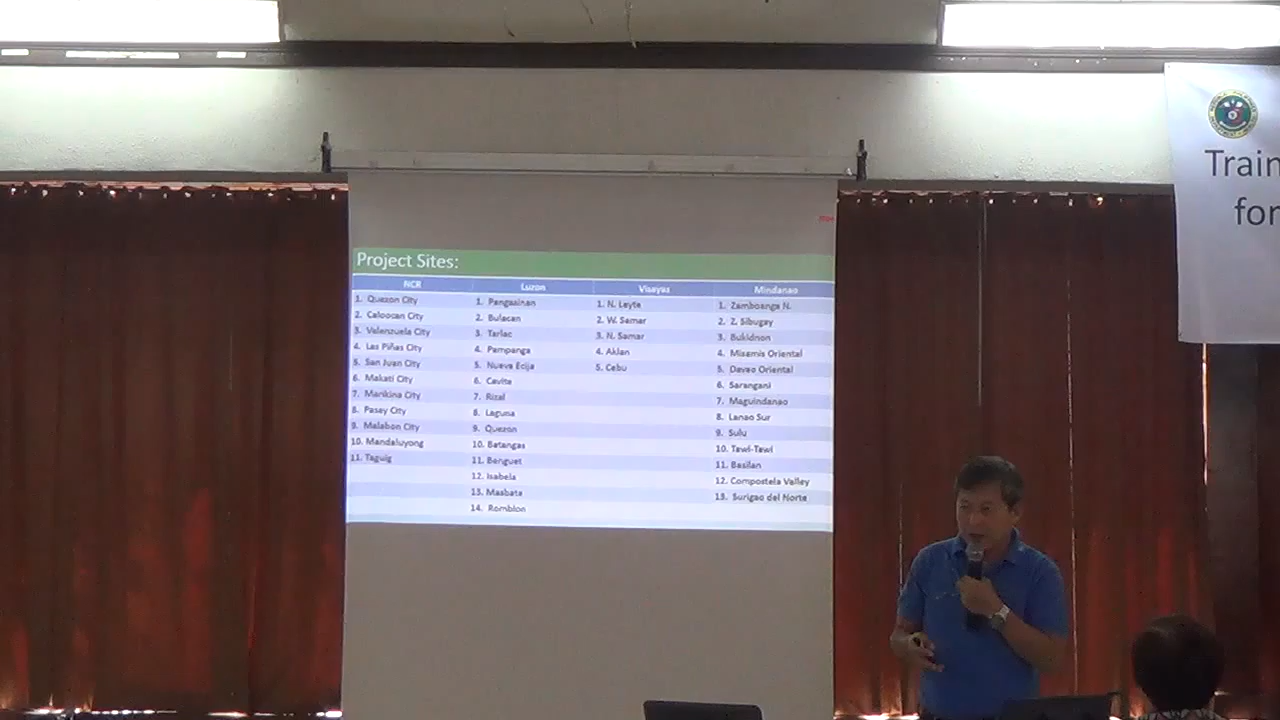 Project Sites:
NCR Luzon Visayas Mindanao
1. Quezon City 1. Pangasinan 1. N. Leyte 1. Zamboanga N.
2. Caloocan City 2. Bulacan 2. W. Samar 2. Z. Sibugay
3. Valenzuela City 3. Tarlac 3. N. Samar 3. Bukidnon
4. Las Piñas City 4. Pampanga 4. Aklan 4. Misamis Oriental
5. San Juan City 5. Nueva Ecija 5. Cebu 5. Davao Oriental
6. Makati City 6. Cavite 6. Sarangani
7. Marikina City 7. Rizal 7. Maguindanao
8. Pasay City 8. Laguna 8. Lanao Sur
9. Malabon City 9. Quezon 9. Sulu
10. Mandaluyong 10. Batangas 10. Tawi-Tawi
11. Taguig 11. Benguet 11. Basilan
12. Isabela 12. Compostela Valley
13. Masbate 13. Surigao del Norte
14. Romblon
Train
for